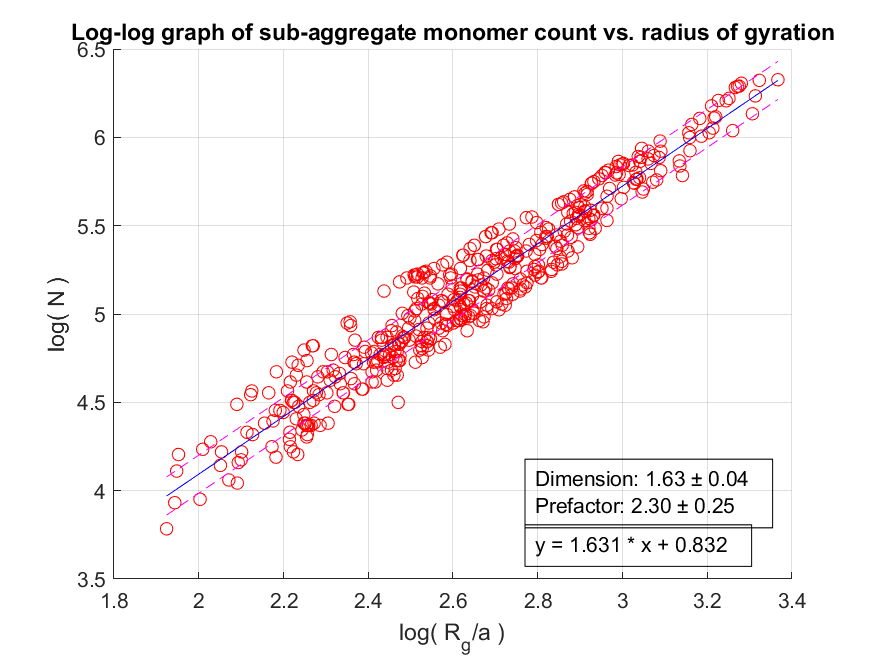 Log-log graph of sub-aggregate monomer count vs. radius of gyration
6.5
6
5.5
5
4.5
4
3.5
log( N )
Dimension: 1.63 ± 0.04
Prefactor: 2.30 ± 0.25
y = 1.631 * x + 0.832
1.8 2 2.2 2.4 2.6 2.8 3 3.2 3.4
log( R_g/a )